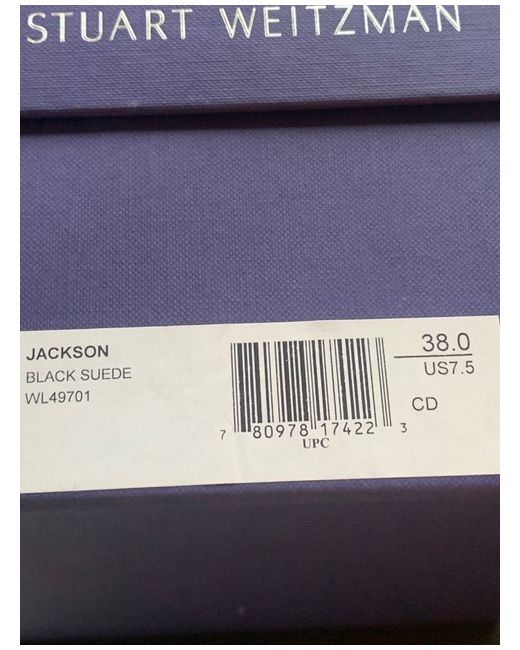 STUART WEITZMAN
JACKSON
BLACK SUEDE
WL49701
7 80978 17422 3
UPC
38.0
US7.5
CD